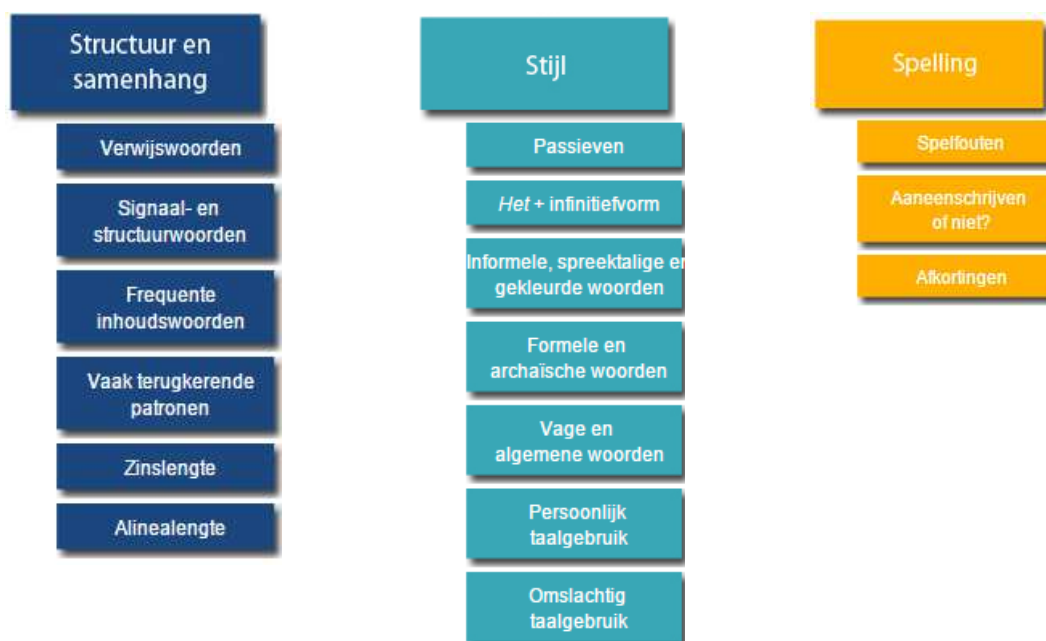 Structuur en
samenhang
Verwijswoorden
Signaal- en
structuurwoorden
Frequente
inhoudswoorden
Vaak terugkerende
patronen
Zinslengte
Alinealengte
Stijl
Passieven
Het + infinitiefvorm
Informele, spreektalige en
gekleurde woorden
Formele en
archaïsche woorden
Vage en
algemene woorden
Persoonlijk
taalgebruik
Omslachtig
taalgebruik
Spelling
Spelfouten
Aaneenschrijven
of niet?
Afkortingen